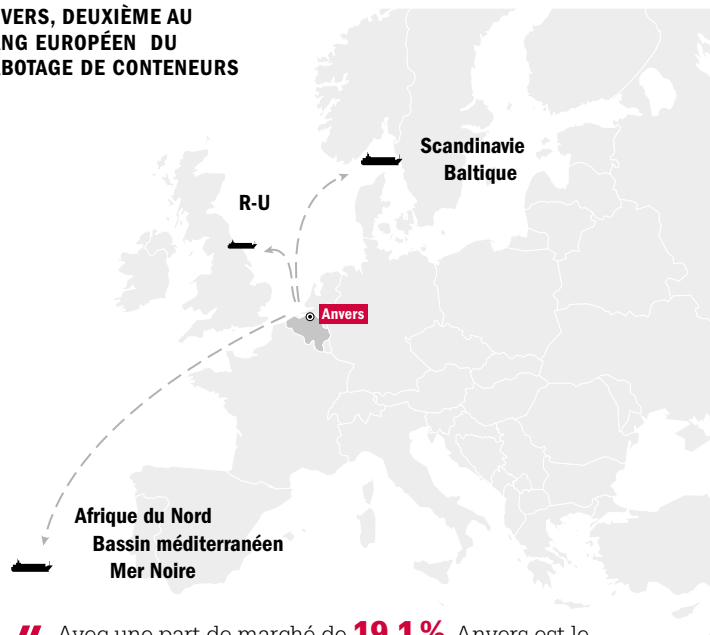 VERS, DEUXIÈME AU
NG EUROPÉEN DU
BOTAGE DE CONTENEURS
Scandinavie
Baltique
R-U
Anvers
Afrique du Nord
Bassin méditerranéen
Mer Noire
" Avec une part de marché de 19,1 %, Anvers est le